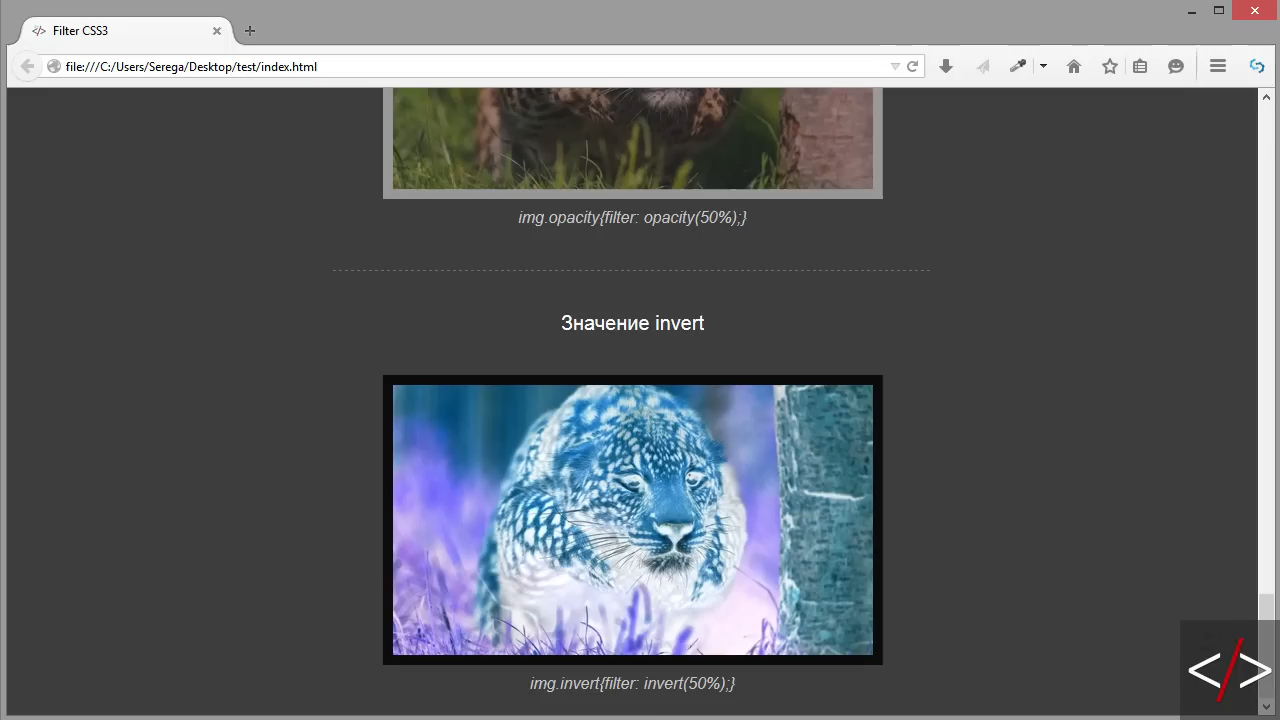 Filter CSS3
file:///C:/Users/Serega/Desktop/test/index.html
img.opacity{filter: opacity(50%);}
Значение invert
img.invert{filter: invert(50%);}